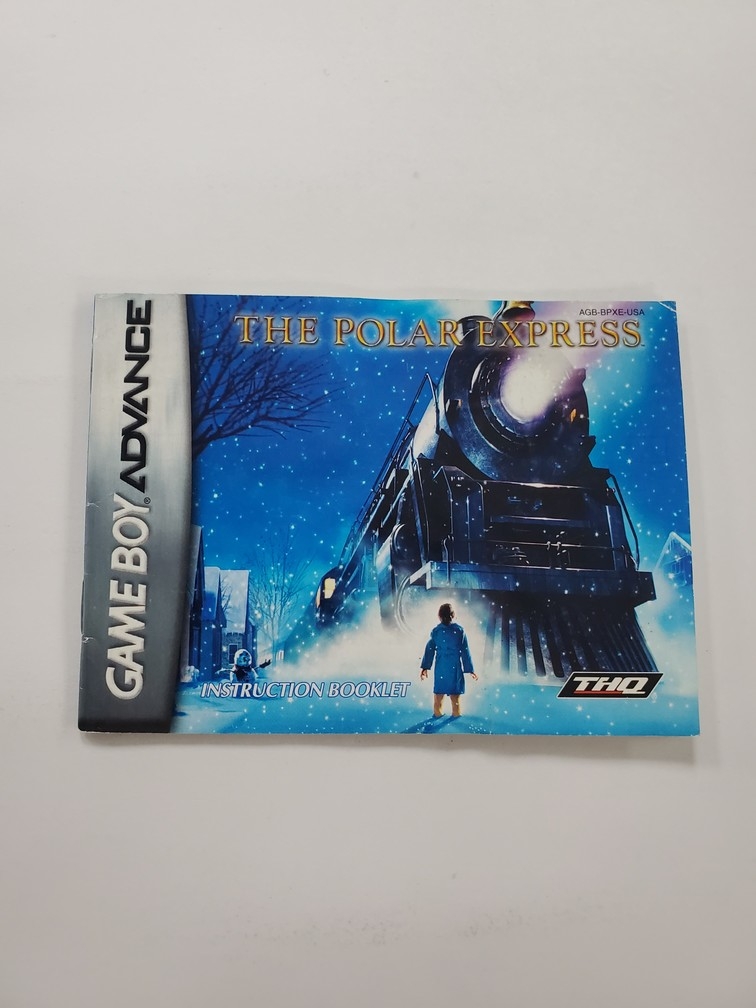 GAME BOY® ADVANCE
AGB-BPXE-USA
THE POLAR EXPRESS
INSTRUCTION BOOKLET
THQ